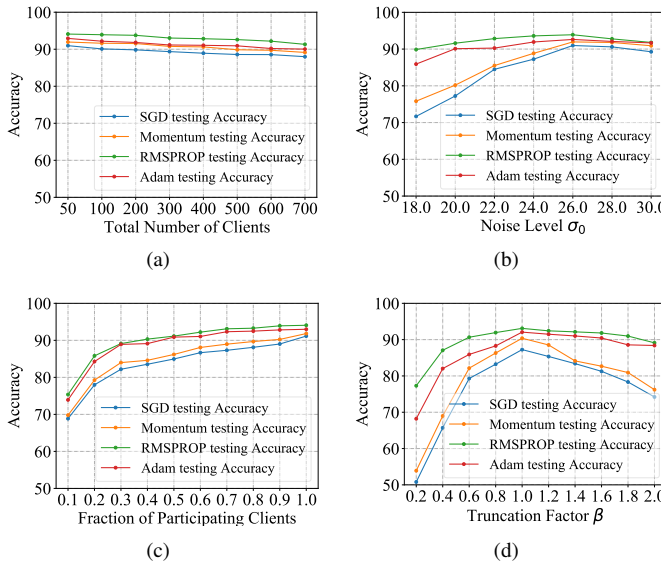 100
90
80
70
60
50
Accuracy
SGD testing Accuracy
Momentum testing Accuracy
RMSPROP testing Accuracy
Adam testing Accuracy
50 100 200 300 400 500 600 700
Total Number of Clients
(a)
100
90
80
70
60
50
Accuracy
SGD testing Accuracy
Momentum testing Accuracy
RMSPROP testing Accuracy
Adam testing Accuracy
18.0 20.0 22.0 24.0 26.0 28.0 30.0
Noise Level σ₀
(b)
100
90
80
70
60
50
Accuracy
SGD testing Accuracy
Momentum testing Accuracy
RMSPROP testing Accuracy
Adam testing Accuracy
0.1 0.2 0.3 0.4 0.5 0.6 0.7 0.8 0.9 1.0
Fraction of Participating Clients
(c)
100
90
80
70
60
50
Accuracy
SGD testing Accuracy
Momentum testing Accuracy
RMSPROP testing Accuracy
Adam testing Accuracy
0.2 0.4 0.6 0.8 1.0 1.2 1.4 1.6 1.8 2.0
Truncation Factor β
(d)